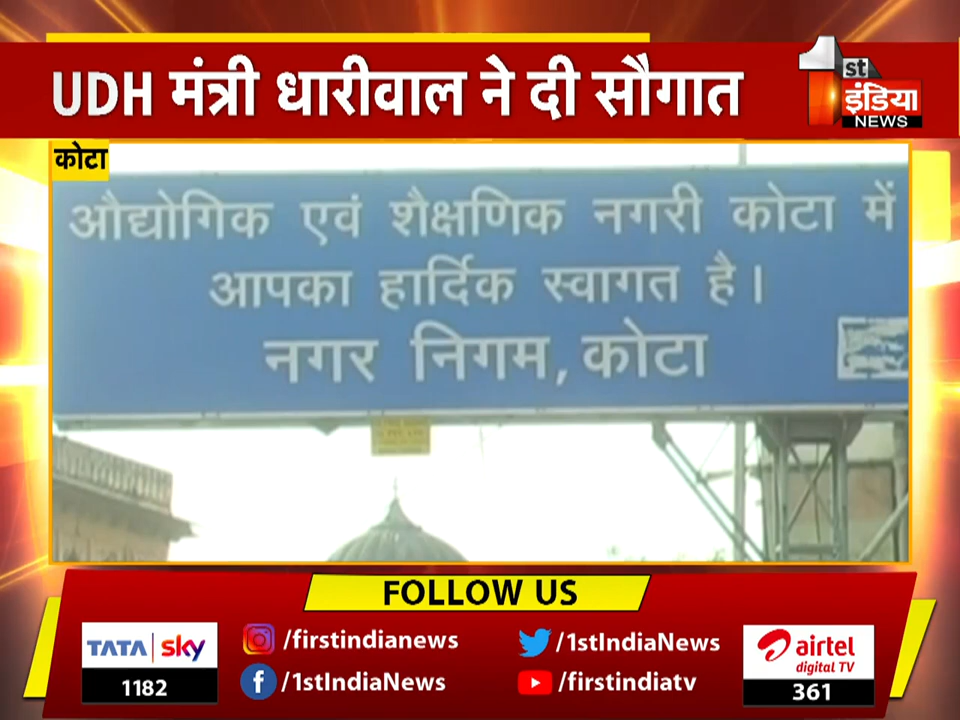 UDH मंत्री धारीवाल ने दी सौगात
1st
इंडिया
NEWS
कोटा
औद्योगिक एवं शैक्षणिक नगरी कोटा में
आपका हार्दिक स्वागत है।
नगर निगम, कोटा
FOLLOW US
TATA sky
1182
/firstindianews
/1stIndiaNews
/1stIndiaNews
/firstindiatv
airtel
digital TV
361